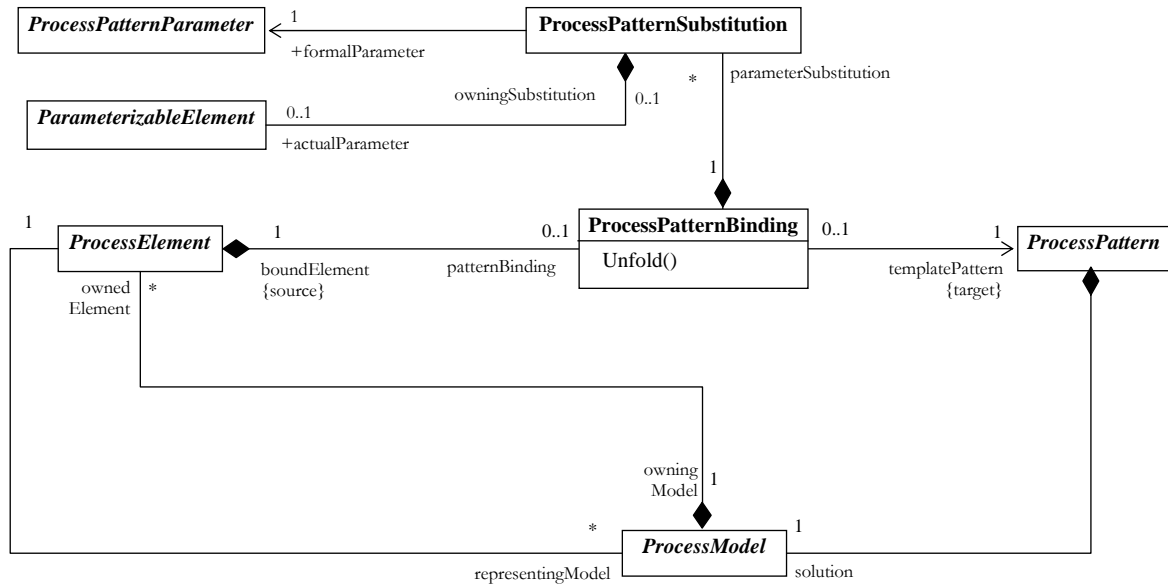 ProcessPatternParameter
1
+formalParameter
ProcessPatternSubstitution
ParameterizableElement
0..1
+actualParameter
owningSubstitution
0..1
*
parameterSubstitution
1
1
ProcessElement
1
boundElement
{source}
0..1
patternBinding
ProcessPatternBinding
Unfold()
0..1
1
templatePattern
{target}
ProcessPattern
owned
Element
*
owning
Model
1
*
representingModel
ProcessModel
1
solution